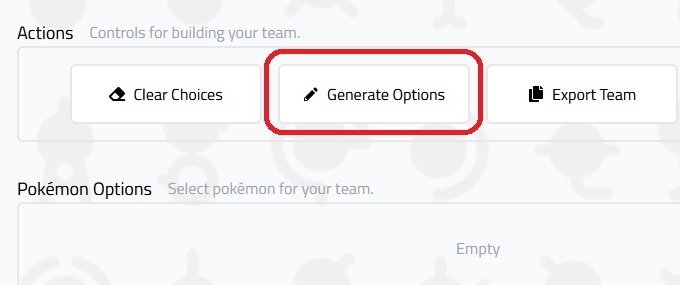 Actions Controls for building your team.
Clear Choices Generate Options Export Team
Pokémon Options Select pokémon for your team.
Empty